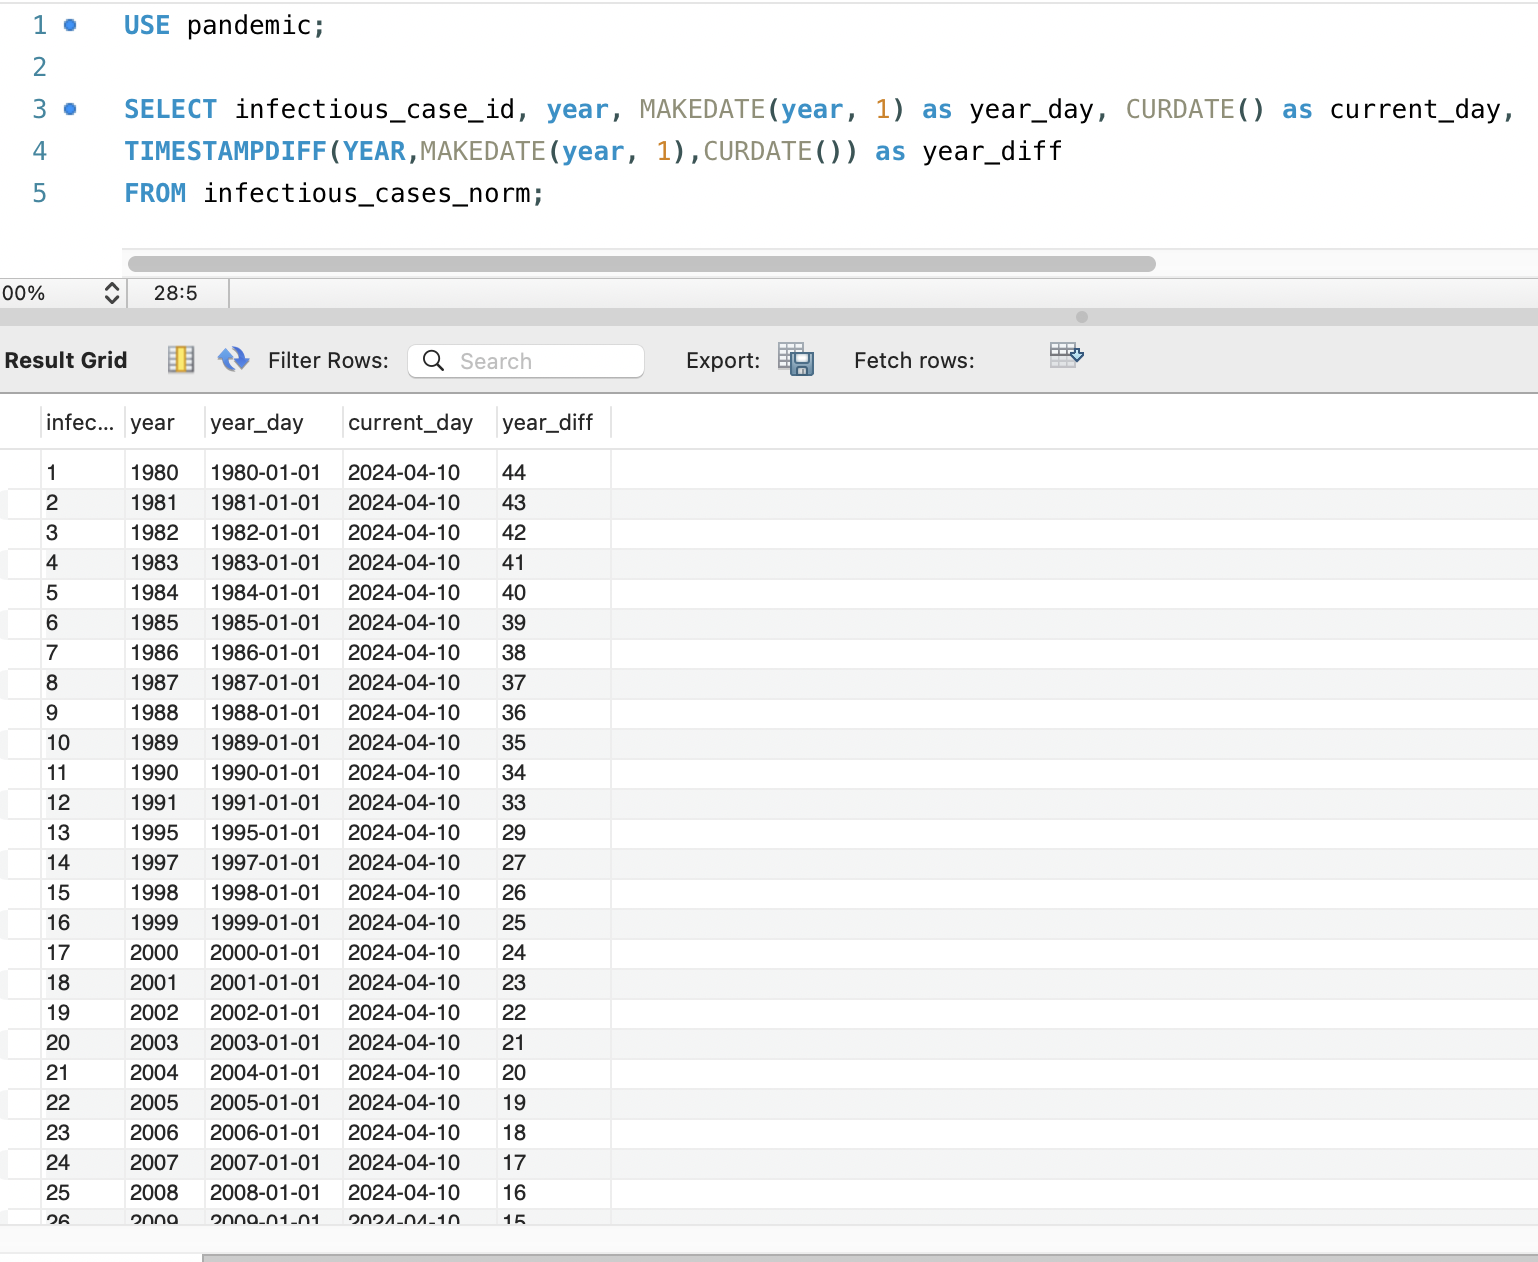 1 USE pandemic;
2
3 SELECT infectious_case_id, year, MAKEDATE(year, 1) as year_day, CURDATE() as current_day,
4 TIMESTAMPDIFF(YEAR,MAKEDATE(year, 1),CURDATE()) as year_diff
5 FROM infectious_cases_norm;
00% 28:5
Result Grid Filter Rows: Search Export: Fetch rows:
infec... year year_day current_day year_diff
1 1980 1980-01-01 2024-04-10 44
2 1981 1981-01-01 2024-04-10 43
3 1982 1982-01-01 2024-04-10 42
4 1983 1983-01-01 2024-04-10 41
5 1984 1984-01-01 2024-04-10 40
6 1985 1985-01-01 2024-04-10 39
7 1986 1986-01-01 2024-04-10 38
8 1987 1987-01-01 2024-04-10 37
9 1988 1988-01-01 2024-04-10 36
10 1989 1989-01-01 2024-04-10 35
11 1990 1990-01-01 2024-04-10 34
12 1991 1991-01-01 2024-04-10 33
13 1995 1995-01-01 2024-04-10 29
14 1997 1997-01-01 2024-04-10 27
15 1998 1998-01-01 2024-04-10 26
16 1999 1999-01-01 2024-04-10 25
17 2000 2000-01-01 2024-04-10 24
18 2001 2001-01-01 2024-04-10 23
19 2002 2002-01-01 2024-04-10 22
20 2003 2003-01-01 2024-04-10 21
21 2004 2004-01-01 2024-04-10 20
22 2005 2005-01-01 2024-04-10 19
23 2006 2006-01-01 2024-04-10 18
24 2007 2007-01-01 2024-04-10 17
25 2008 2008-01-01 2024-04-10 16
26 2009 2009-01-01 2024-04-10 15